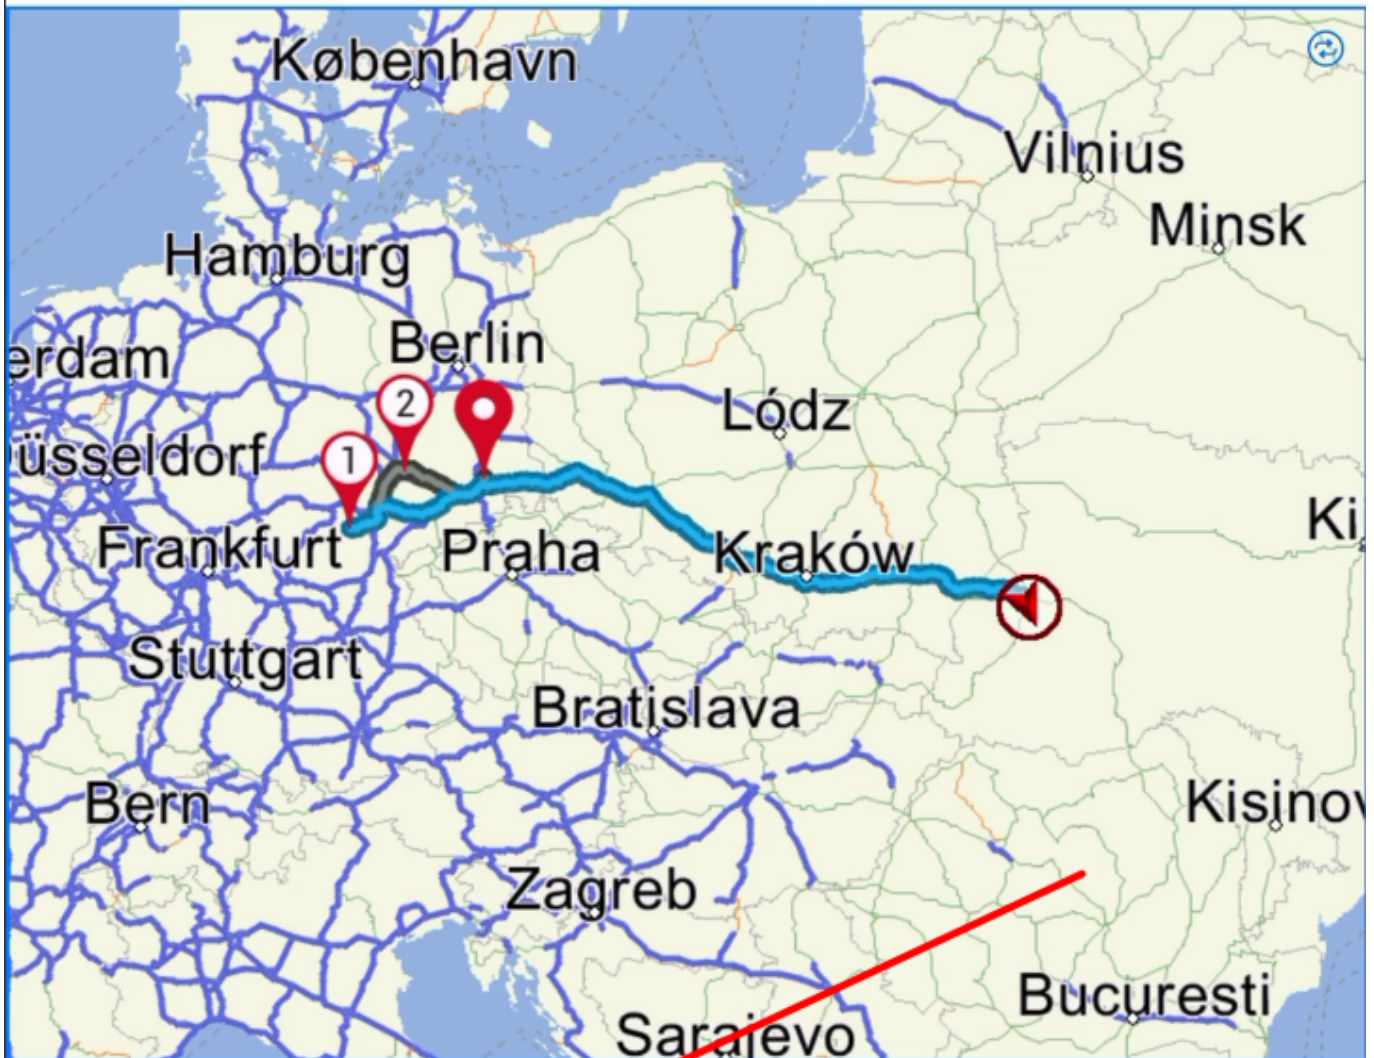 København
Vilnius
Minsk
Hamburg
Berlin
erdam
2
Lódz
1
üsseldorf
Ki
Frankfurt
Praha
Kraków
Stuttgart
Bratislava
Bern
Kisinov
Zagreb
Bucuresti
Sarajevo